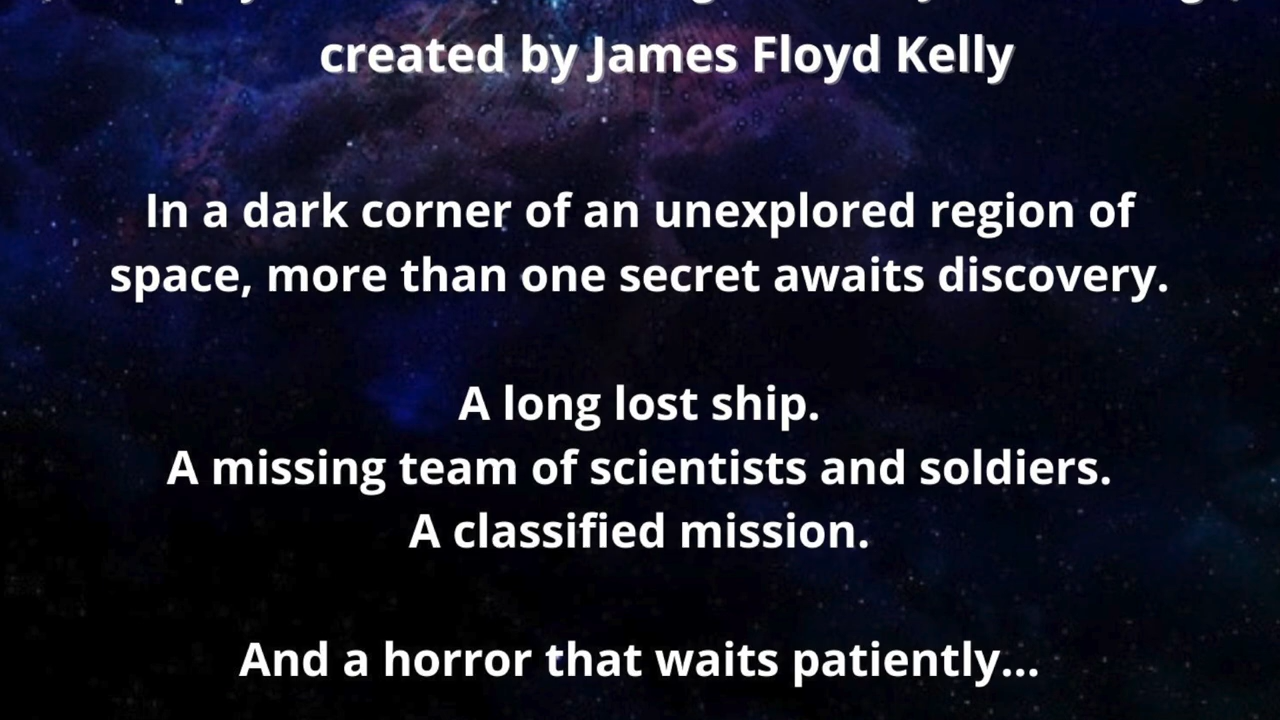 created by James Floyd Kelly
In a dark corner of an unexplored region of
space, more than one secret awaits discovery.
A long lost ship.
A missing team of scientists and soldiers.
A classified mission.
And a horror that waits patiently...